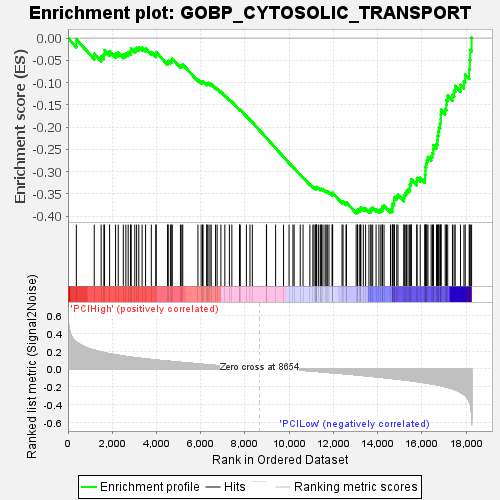 Enrichment plot: GOBP_CYTOSOLIC_TRANSPORT
Enrichment score (ES)
0.00
-0.05
-0.10
-0.15
-0.20
-0.25
-0.30
-0.35
-0.40
Ranked list metric (Signal2Noise)
'PCIHigh' (positively correlated)
0.6
0.4
0.2
0.0
-0.2
-0.4
-0.6
Zero cross at 8654
'PCILow' (negatively correlated)
0
2,000
4,000
6,000
8,000
10,000
12,000
14,000
16,000
18,000
Rank in Ordered Dataset
Enrichment profile
Hits
Ranking metric scores